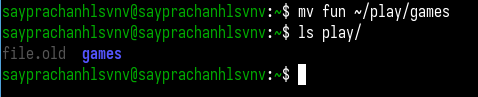 sayprachanhlsvnv@sayprachanhlsvnv:~$ mv fun ~/play/games
sayprachanhlsvnv@sayprachanhlsvnv:~$ ls play/
file.old  games
sayprachanhlsvnv@sayprachanhlsvnv:~$